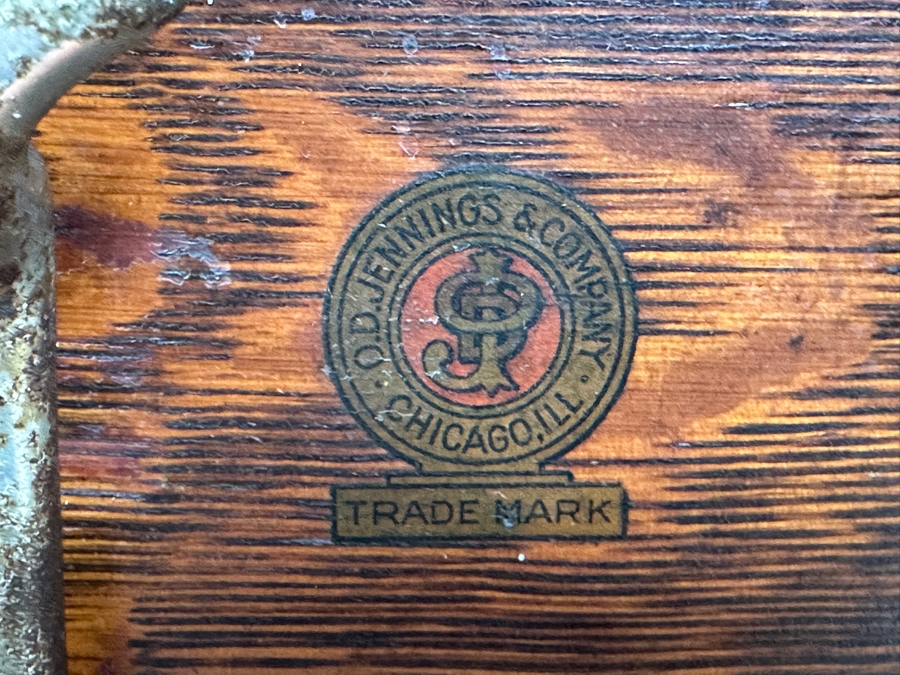 O.D. JENNINGS & COMPANY
CHICAGO, ILL
TRADE MARK